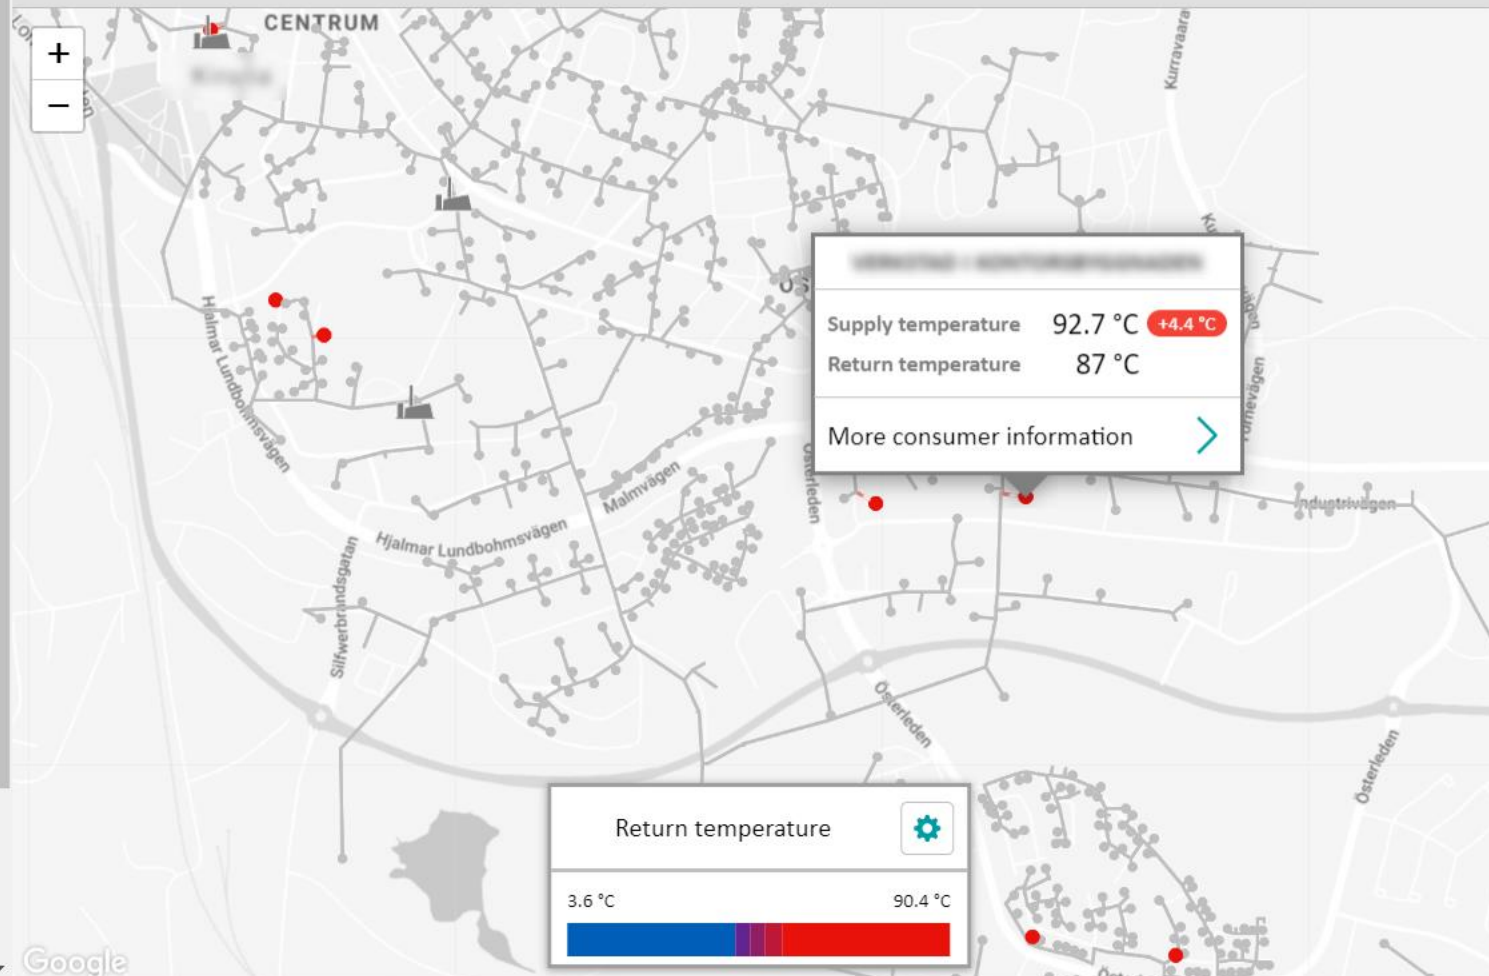 CENTRUM
+
−
Kurravaara
Supply temperature 92.7 °C +4.4 °C
Return temperature 87 °C
More consumer information
Hjalmar Lundbohmsvägen
Malmvägen
Österleden
Industrivägen
Hjalmar Lundbohmsvägen
Silfwerbrandsgatan
Österleden
Österleden
Return temperature
3.6 °C 90.4 °C
Google